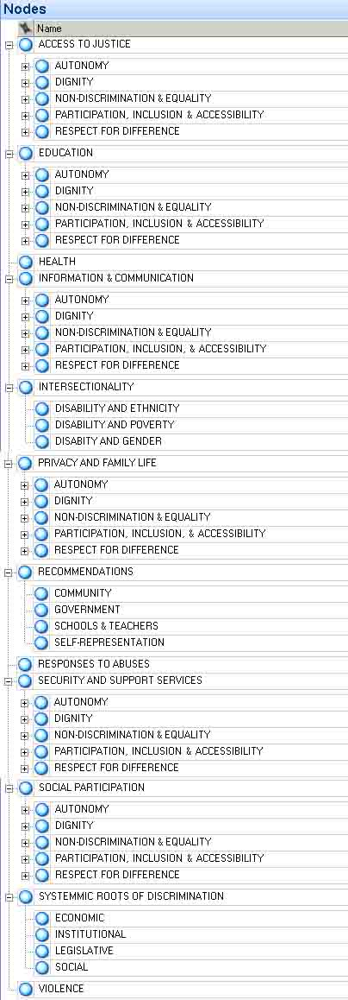 Nodes
Name
ACCESS TO JUSTICE
AUTONOMY
DIGNITY
NON-DISCRIMINATION & EQUALITY
PARTICIPATION, INCLUSION & ACCESSIBILITY
RESPECT FOR DIFFERENCE
EDUCATION
AUTONOMY
DIGNITY
NON-DISCRIMINATION & EQUALITY
PARTICIPATION, INCLUSION & ACCESSIBILITY
RESPECT FOR DIFFERENCE
HEALTH
INFORMATION & COMMUNICATION
AUTONOMY
DIGNITY
NON-DISCRIMINATION & EQUALITY
PARTICIPATION, INCLUSION, & ACCESSIBILITY
RESPECT FOR DIFFERENCE
INTERSECTIONALITY
DISABILITY AND ETHNICITY
DISABILITY AND POVERTY
DISABITY AND GENDER
PRIVACY AND FAMILY LIFE
AUTONOMY
DIGNITY
NON-DISCRIMINATION & EQUALITY
PARTICIPATION, INCLUSION, & ACCESSIBILITY
RESPECT FOR DIFFERENCE
RECOMMENDATIONS
COMMUNITY
GOVERNMENT
SCHOOLS & TEACHERS
SELF-REPRESENTATION
RESPONSES TO ABUSES
SECURITY AND SUPPORT SERVICES
AUTONOMY
DIGNITY
NON-DISCRIMINATION & EQUALITY
PARTICIPATION, INCLUSION & ACCESSIBILITY
RESPECT FOR DIFFERENCE
SOCIAL PARTICIPATION
AUTONOMY
DIGNITY
NON-DISCRIMINATION & EQUALITY
PARTICIPATION, INCLUSION & ACCESSIBILITY
RESPECT FOR DIFFERENCE
SYSTEMMIC ROOTS OF DISCRIMINATION
ECONOMIC
INSTITUTIONAL
LEGISLATIVE
SOCIAL
VIOLENCE